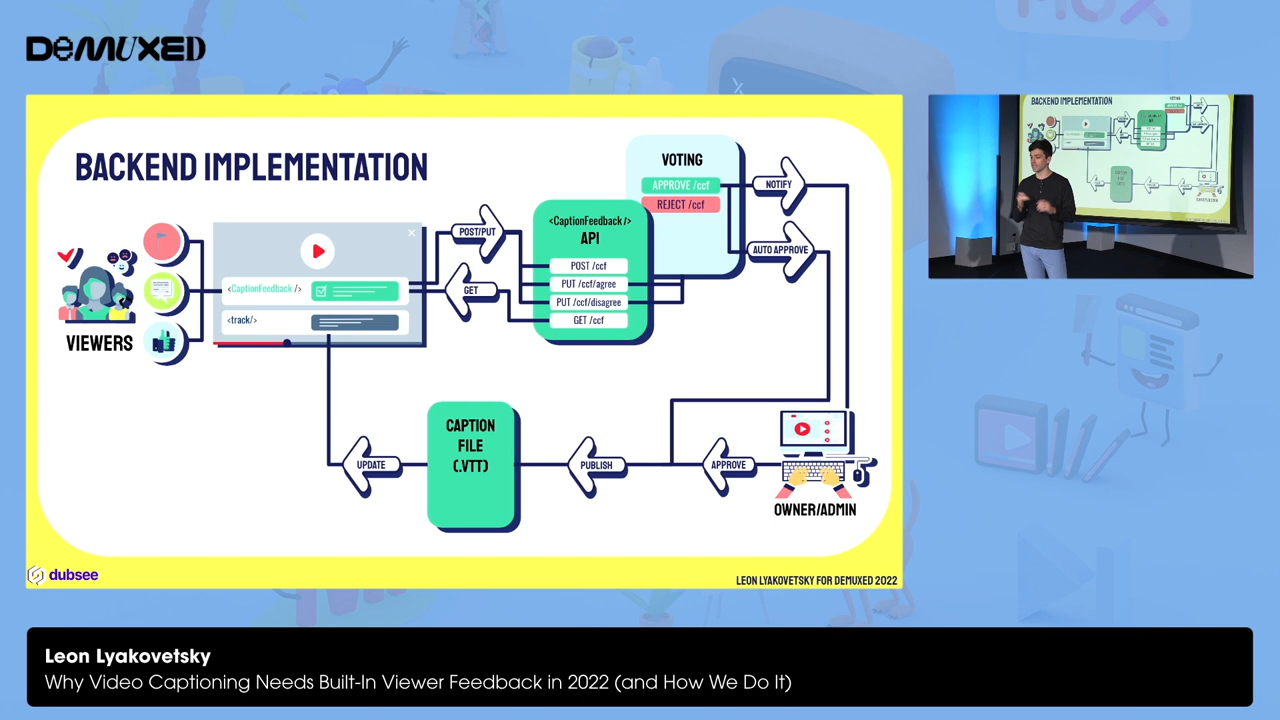 DEMUXED
MUX
BACKEND IMPLEMENTATION
VOTING
APPROVE /ccf
REJECT /ccf
NOTIFY
AUTO APPROVE
<CaptionFeedback/>
API
POST /ccf
PUT /ccf/agree
PUT /ccf/disagree
GET /ccf
POST/PUT
GET
<CaptionFeedback />
<track/>
VIEWERS
CAPTION
FILE
(.VTT)
UPDATE
PUBLISH
APPROVE
OWNER/ADMIN
dubsee
LEON LYAKOVETSKY FOR DEMUXED 2022
BACKEND IMPLEMENTATION
Leon Lyakovetsky
Why Video Captioning Needs Built-In Viewer Feedback in 2022 (and How We Do It)